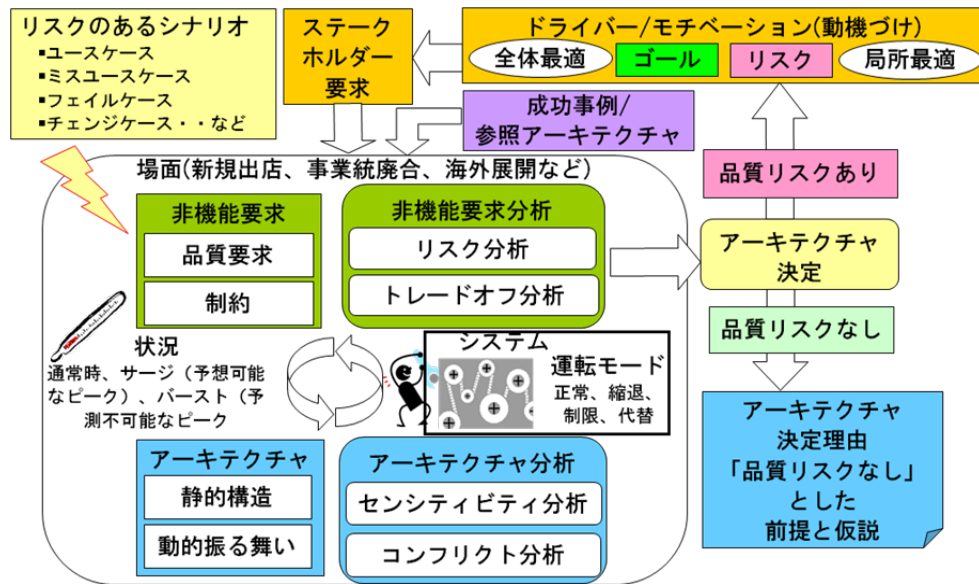 リスクのあるシナリオ
▪ユースケース
▪ミスユースケース
▪フェイルケース
▪チェンジケース・・など
ステーク
ホルダー
要求
ドライバー/モチベーション(動機づけ)
全体最適
ゴール
リスク
局所最適
成功事例/
参照アーキテクチャ
場面(新規出店、事業統廃合、海外展開など)
非機能要求
品質要求
制約
非機能要求分析
リスク分析
トレードオフ分析
品質リスクあり
アーキテクチャ
決定
品質リスクなし
状況
通常時、サージ（予想可能
なピーク）、バースト（予
測不可能なピーク
システム
運転モード
正常、縮退、
制限、代替
アーキテクチャ
静的構造
動的振る舞い
アーキテクチャ分析
センシティビティ分析
コンフリクト分析
アーキテクチャ
決定理由
「品質リスクなし」
とした
前提と仮説